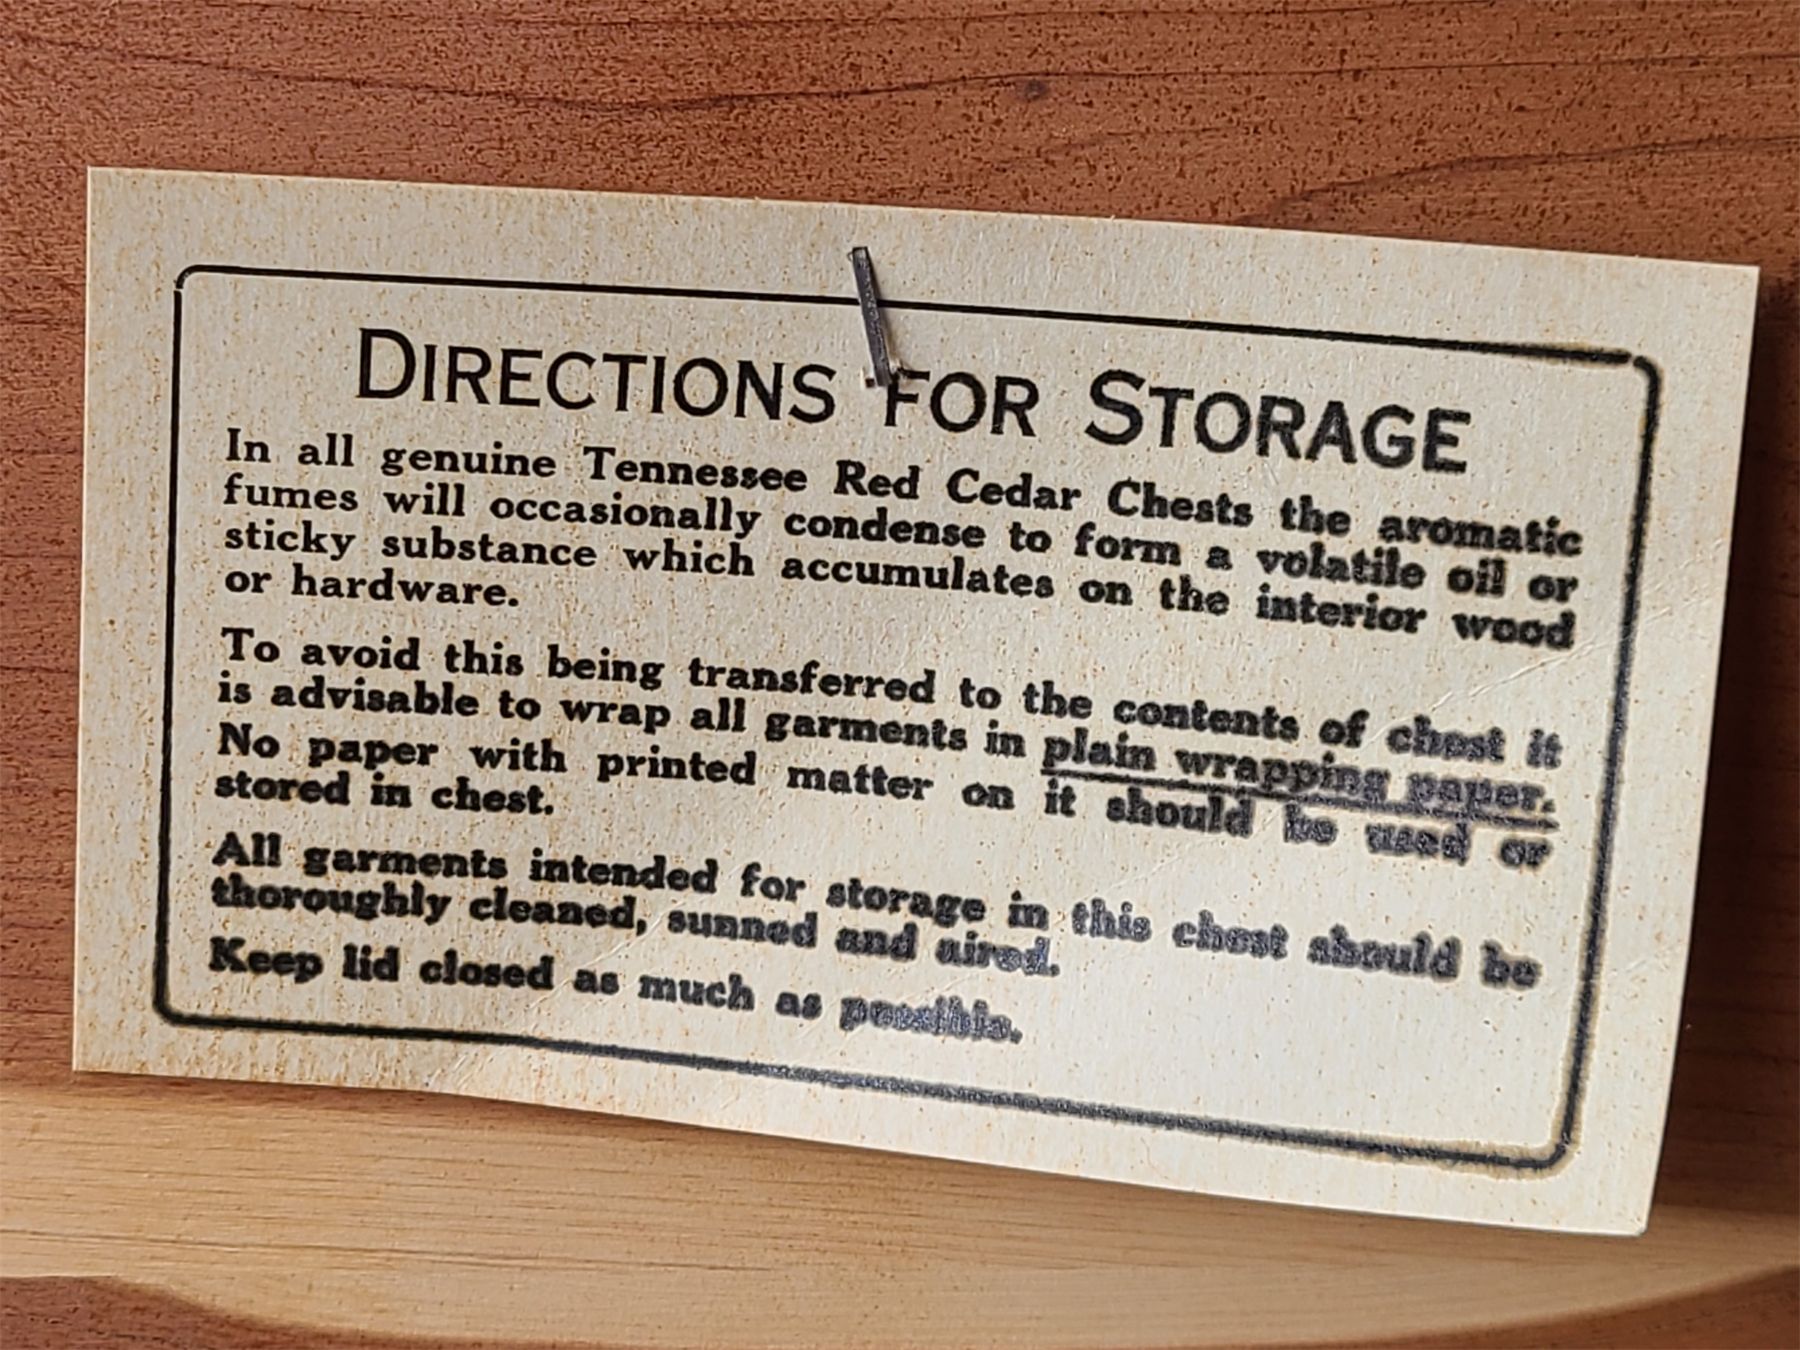 DIRECTIONS FOR STORAGE
In all genuine Tennessee Red Cedar Chests the aromatic
fumes will occasionally condense to form a volatile oil or
sticky substance which accumulates on the interior wood
or hardware.
To avoid this being transferred to the contents of chest it
is advisable to wrap all garments in plain wrapping paper.
No paper with printed matter on it should be used or
stored in chest.
All garments intended for storage in this chest should be
thoroughly cleaned, sunned and aired.
Keep lid closed as much as possible.